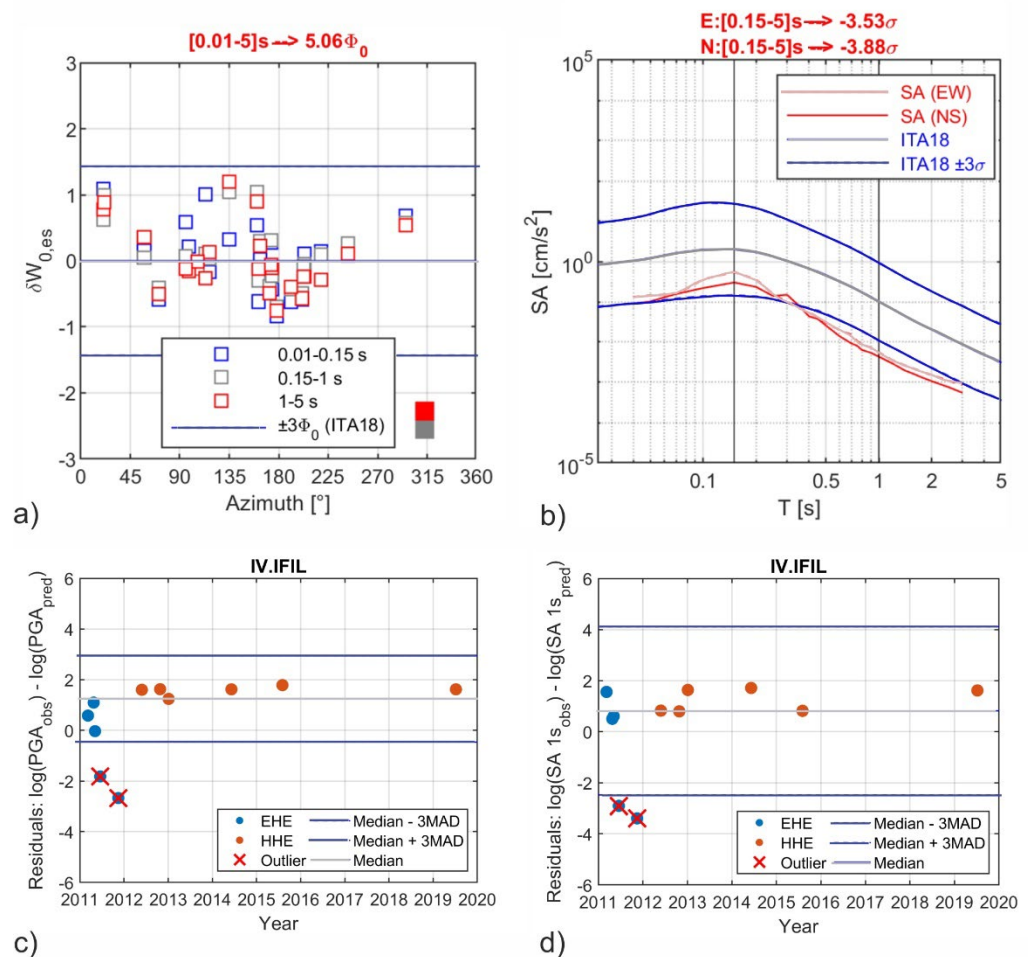 [0.01-5]s--> 5.06Φ0
3
2
1
0
-1
-2
-3
δW0,es
0.01-0.15 s
0.15-1 s
1-5 s
±3Φ0 (ITA18)
0 45 90 135 180 225 270 315 360
Azimuth [°]
a)
E:[0.15-5]s--> -3.53σ
N:[0.15-5]s--> -3.88σ
10^5
10^0
10^-5
SA [cm/s²]
SA (EW)
SA (NS)
ITA18
ITA18 ±3σ
0.1 0.5 1 2 5
T [s]
b)
IV.IFIL
6
4
2
0
-2
-4
-6
Residuals: log(PGAobs) - log(PGApred)
EHE
HHE
Outlier
Median - 3MAD
Median + 3MAD
Median
2011 2012 2013 2014 2015 2016 2017 2018 2019 2020
Year
c)
IV.IFIL
6
4
2
0
-2
-4
-6
Residuals: log(SA 1sobs) - log(SA 1spred)
EHE
HHE
Outlier
Median - 3MAD
Median + 3MAD
Median
2011 2012 2013 2014 2015 2016 2017 2018 2019 2020
Year
d)